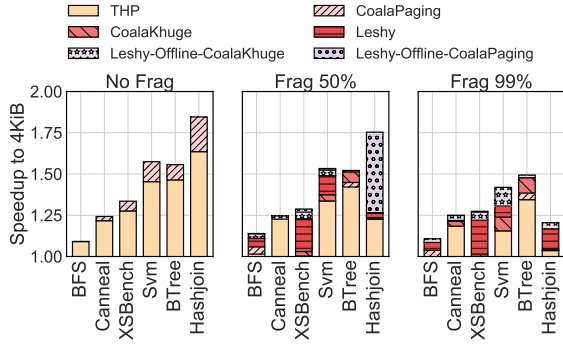 THP
CoalaPaging
CoalaKhuge
Leshy
Leshy-Offline-CoalaKhuge
Leshy-Offline-CoalaPaging
No Frag
Frag 50%
Frag 99%
Speedup to 4KiB
2.00
1.75
1.50
1.25
1.00
BFS
Canneal
XSBench
Svm
BTree
Hashjoin
BFS
Canneal
XSBench
Svm
BTree
Hashjoin
BFS
Canneal
XSBench
Svm
BTree
Hashjoin